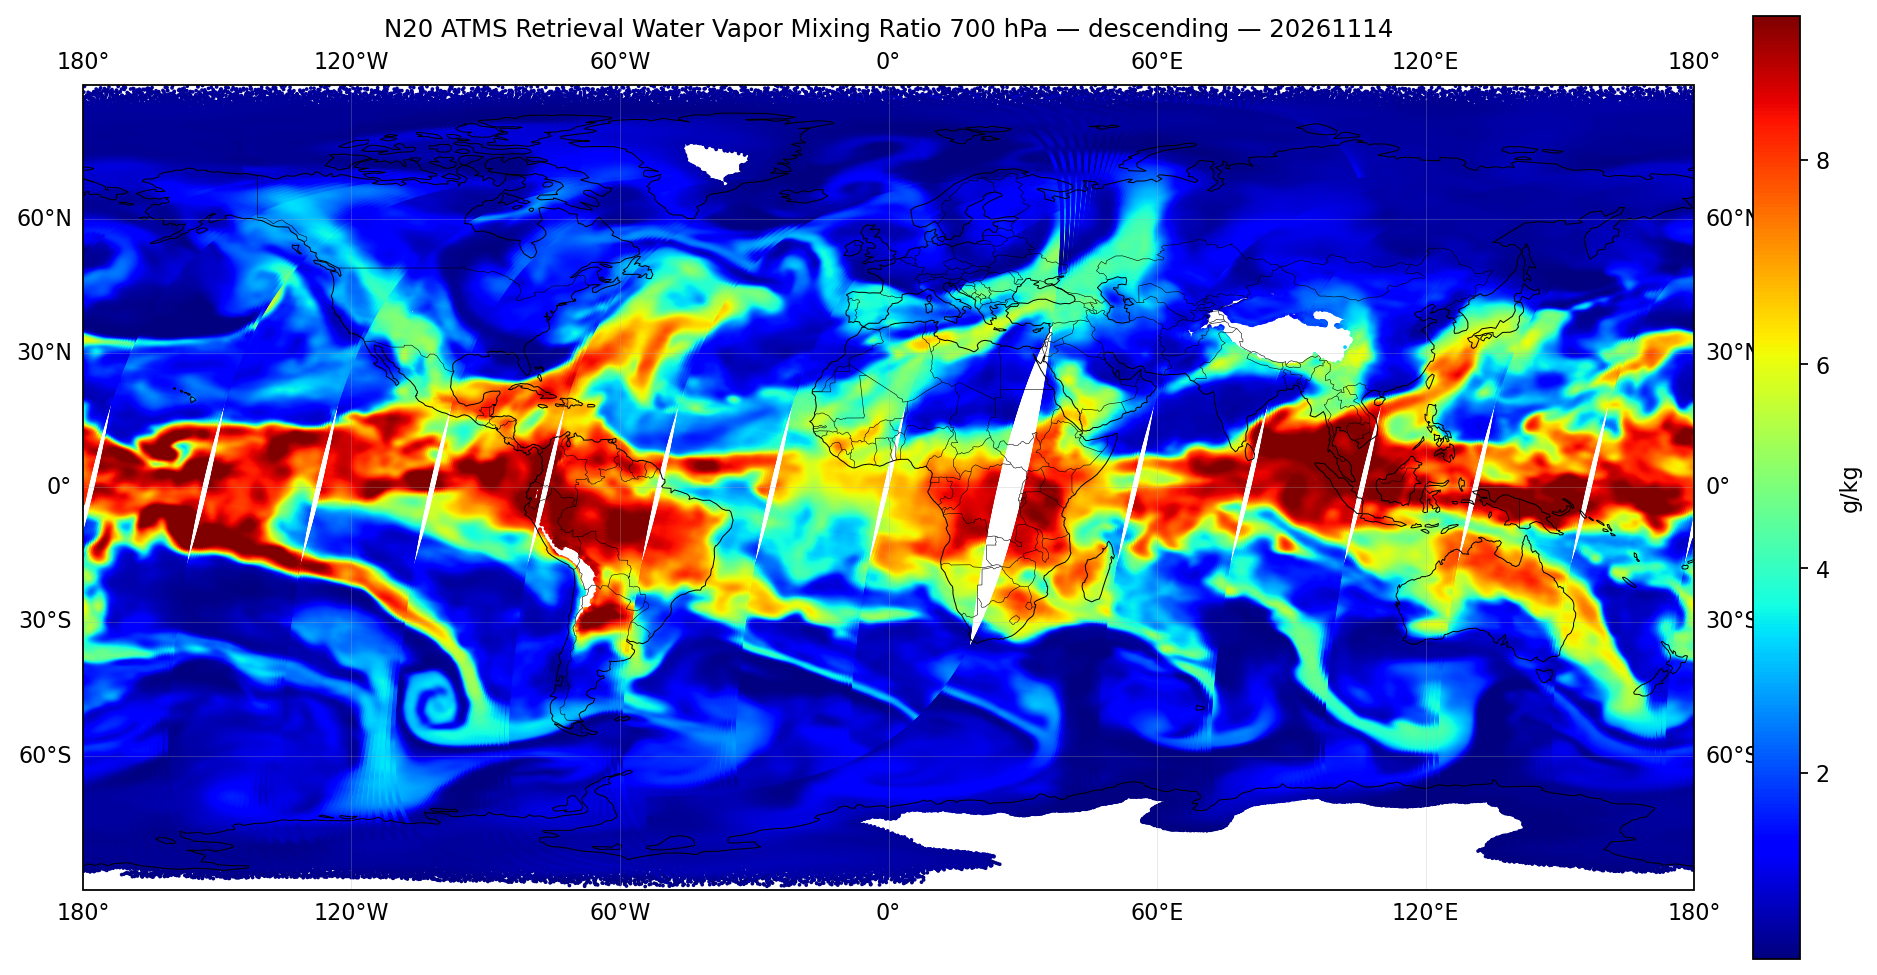 N20 ATMS Retrieval Water Vapor Mixing Ratio 700 hPa — descending — 20261114
180° 120°W 60°W 0° 60°E 120°E 180°
60°N 60°N
30°N 30°N
0° 0°
30°S 30°S
60°S 60°S
180° 120°W 60°W 0° 60°E 120°E 180°
8
6
4
2
g/kg